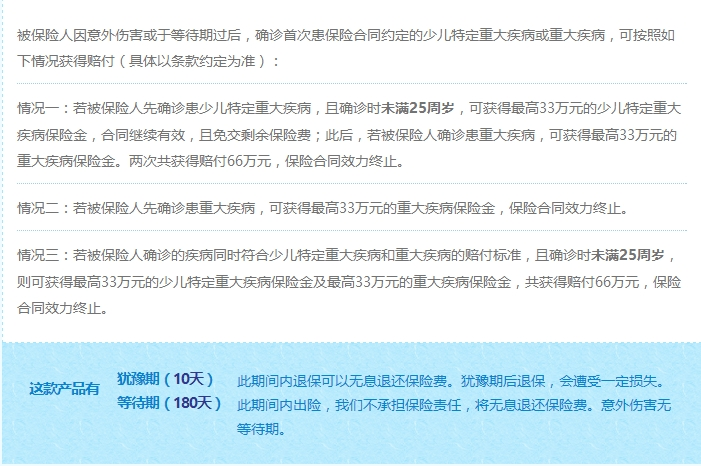 被保险人因意外伤害或于等待期过后，确诊首次患保险合同约定的少儿特定重大疾病或重大疾病，可按照如
下情况获得赔付（具体以条款约定为准）：
情况一：若被保险人先确诊患少儿特定重大疾病，且确诊时未满25周岁，可获得最高33万元的少儿特定重大
疾病保险金，合同继续有效，且免交剩余保险费；此后，若被保险人确诊患重大疾病，可获得最高33万元的
重大疾病保险金。两次共获得赔付66万元，保险合同效力终止。
情况二：若被保险人先确诊患重大疾病，可获得最高33万元的重大疾病保险金，保险合同效力终止。
情况三：若被保险人确诊的疾病同时符合少儿特定重大疾病和重大疾病的赔付标准，且确诊时未满25周岁，
则可获得最高33万元的少儿特定重大疾病保险金及最高33万元的重大疾病保险金，共获得赔付66万元，保险
合同效力终止。
这款产品有
犹豫期（10天） 此期间内退保可以无息退还保险费。犹豫期后退保，会遭受一定损失。
等待期（180天） 此期间内出险，我们不承担保险责任，将无息退还保险费。意外伤害无
等待期。